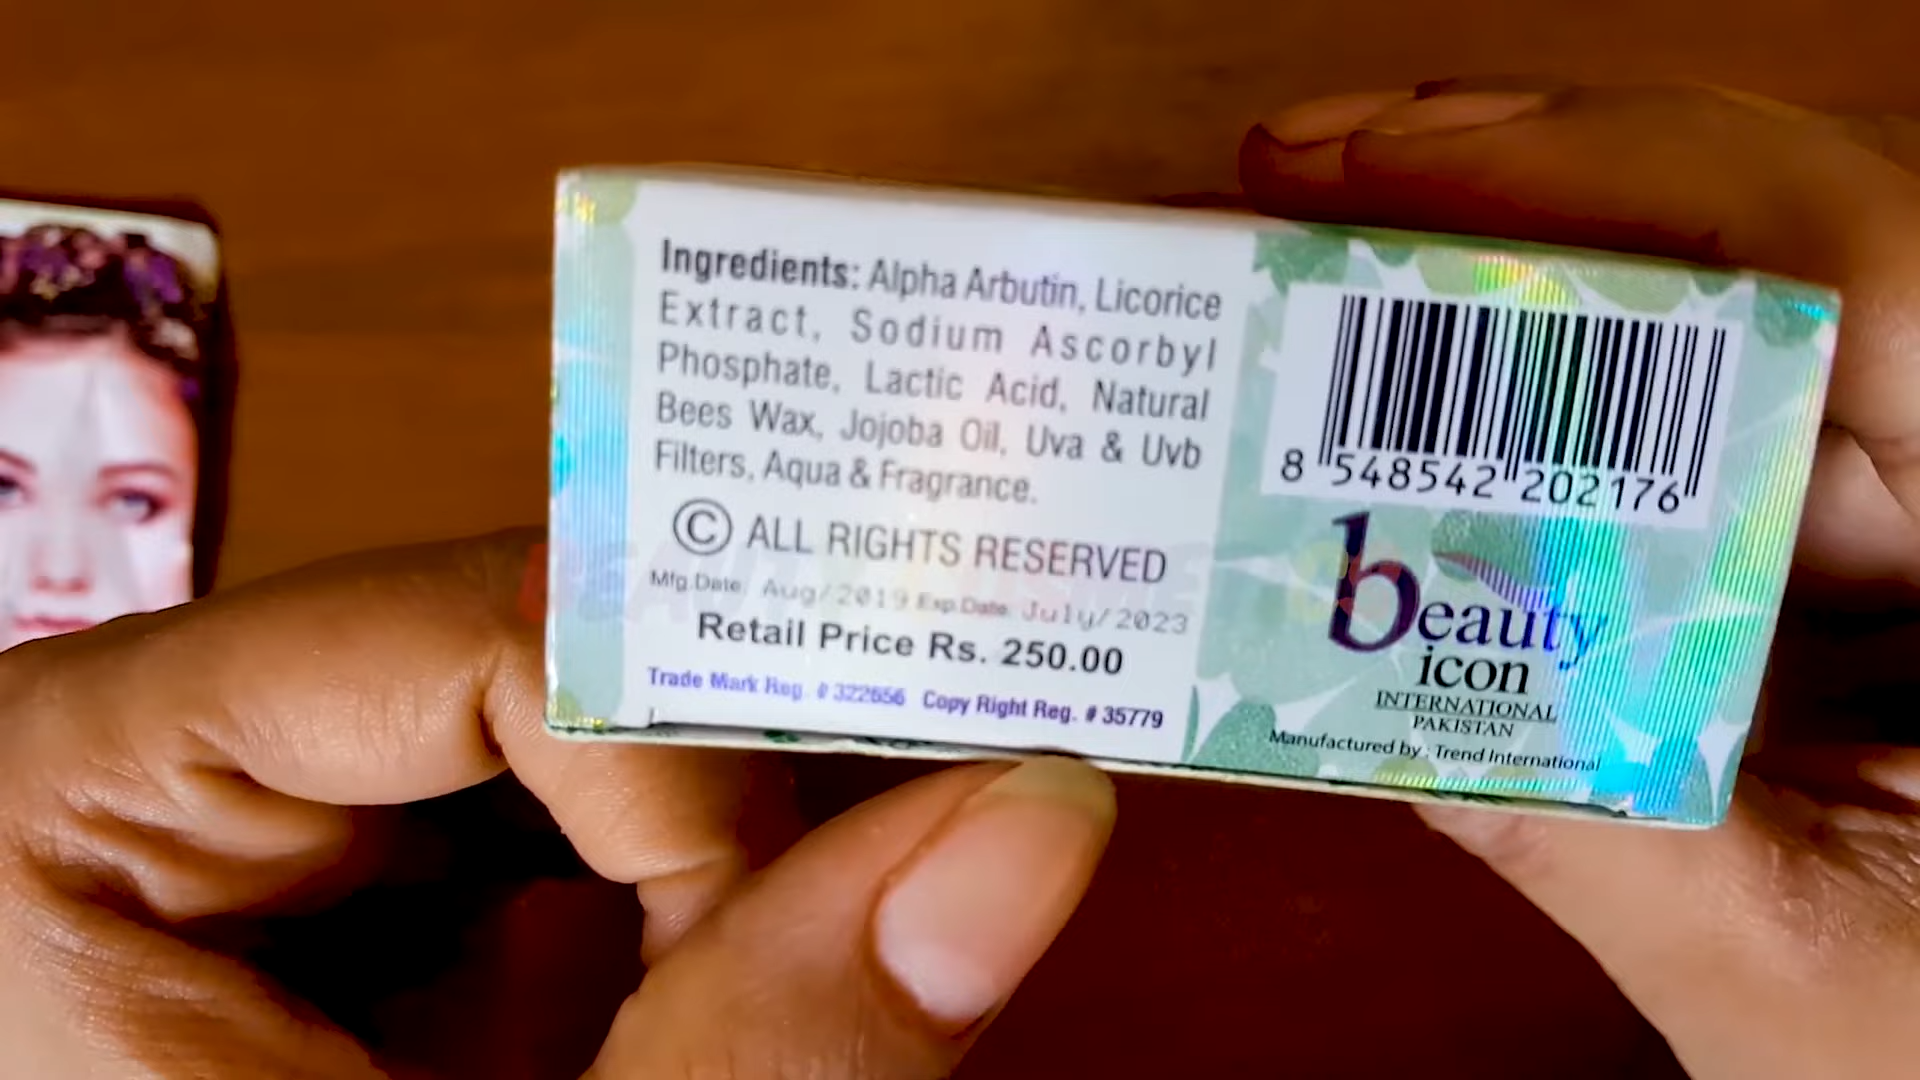 Ingredients: Alpha Arbutin, Licorice
Extract, Sodium Ascorbyl
Phosphate, Lactic Acid, Natural
Bees Wax, Jojoba Oil, Uva & Uvb
Filters, Aqua & Fragrance.
© ALL RIGHTS RESERVED
Mfg.Date: Aug/2019 Exp.Date: July/2023
Retail Price Rs. 250.00
Trade Mark Reg. # 322656 Copy Right Reg. # 35779
8 548542 202176
beauty
icon
INTERNATIONAL
PAKISTAN
Manufactured by : Trend International